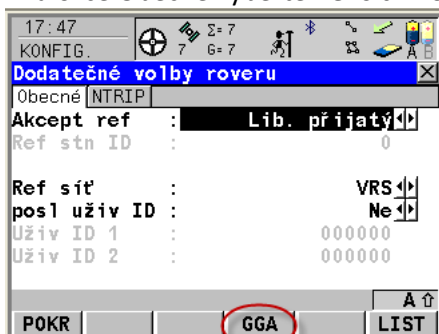 17:47
KONFIG.
7
Σ= 7
G= 7
A B
Dodatečné volby roveru
Obecné NTRIP
Akcept ref : Lib. přijatý
Ref stn ID : 0
Ref síť : VRS
posl uživ ID : Ne
Uživ ID 1 : 000000
Uživ ID 2 : 000000
A
POKR GGA LIST